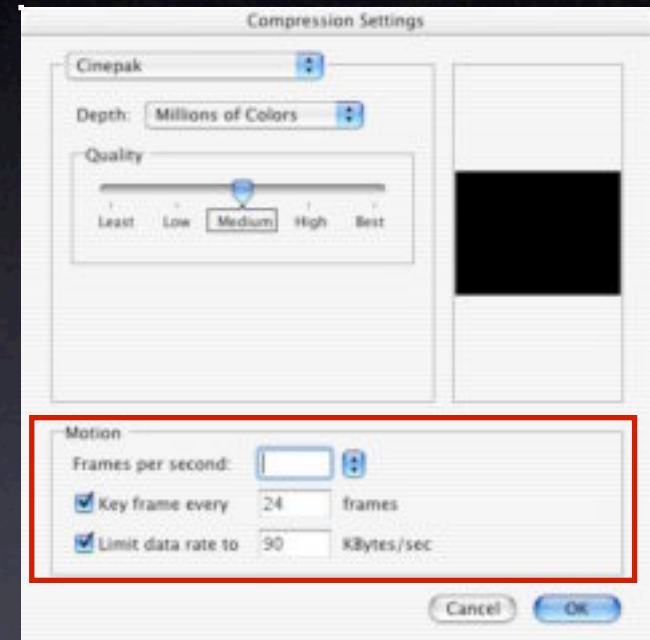 Compression Settings
Cinepak
Depth: Millions of Colors
Quality
Least Low Medium High Best
Motion
Frames per second:
Key frame every 24 frames
Limit data rate to 90 KBytes/sec
Cancel OK